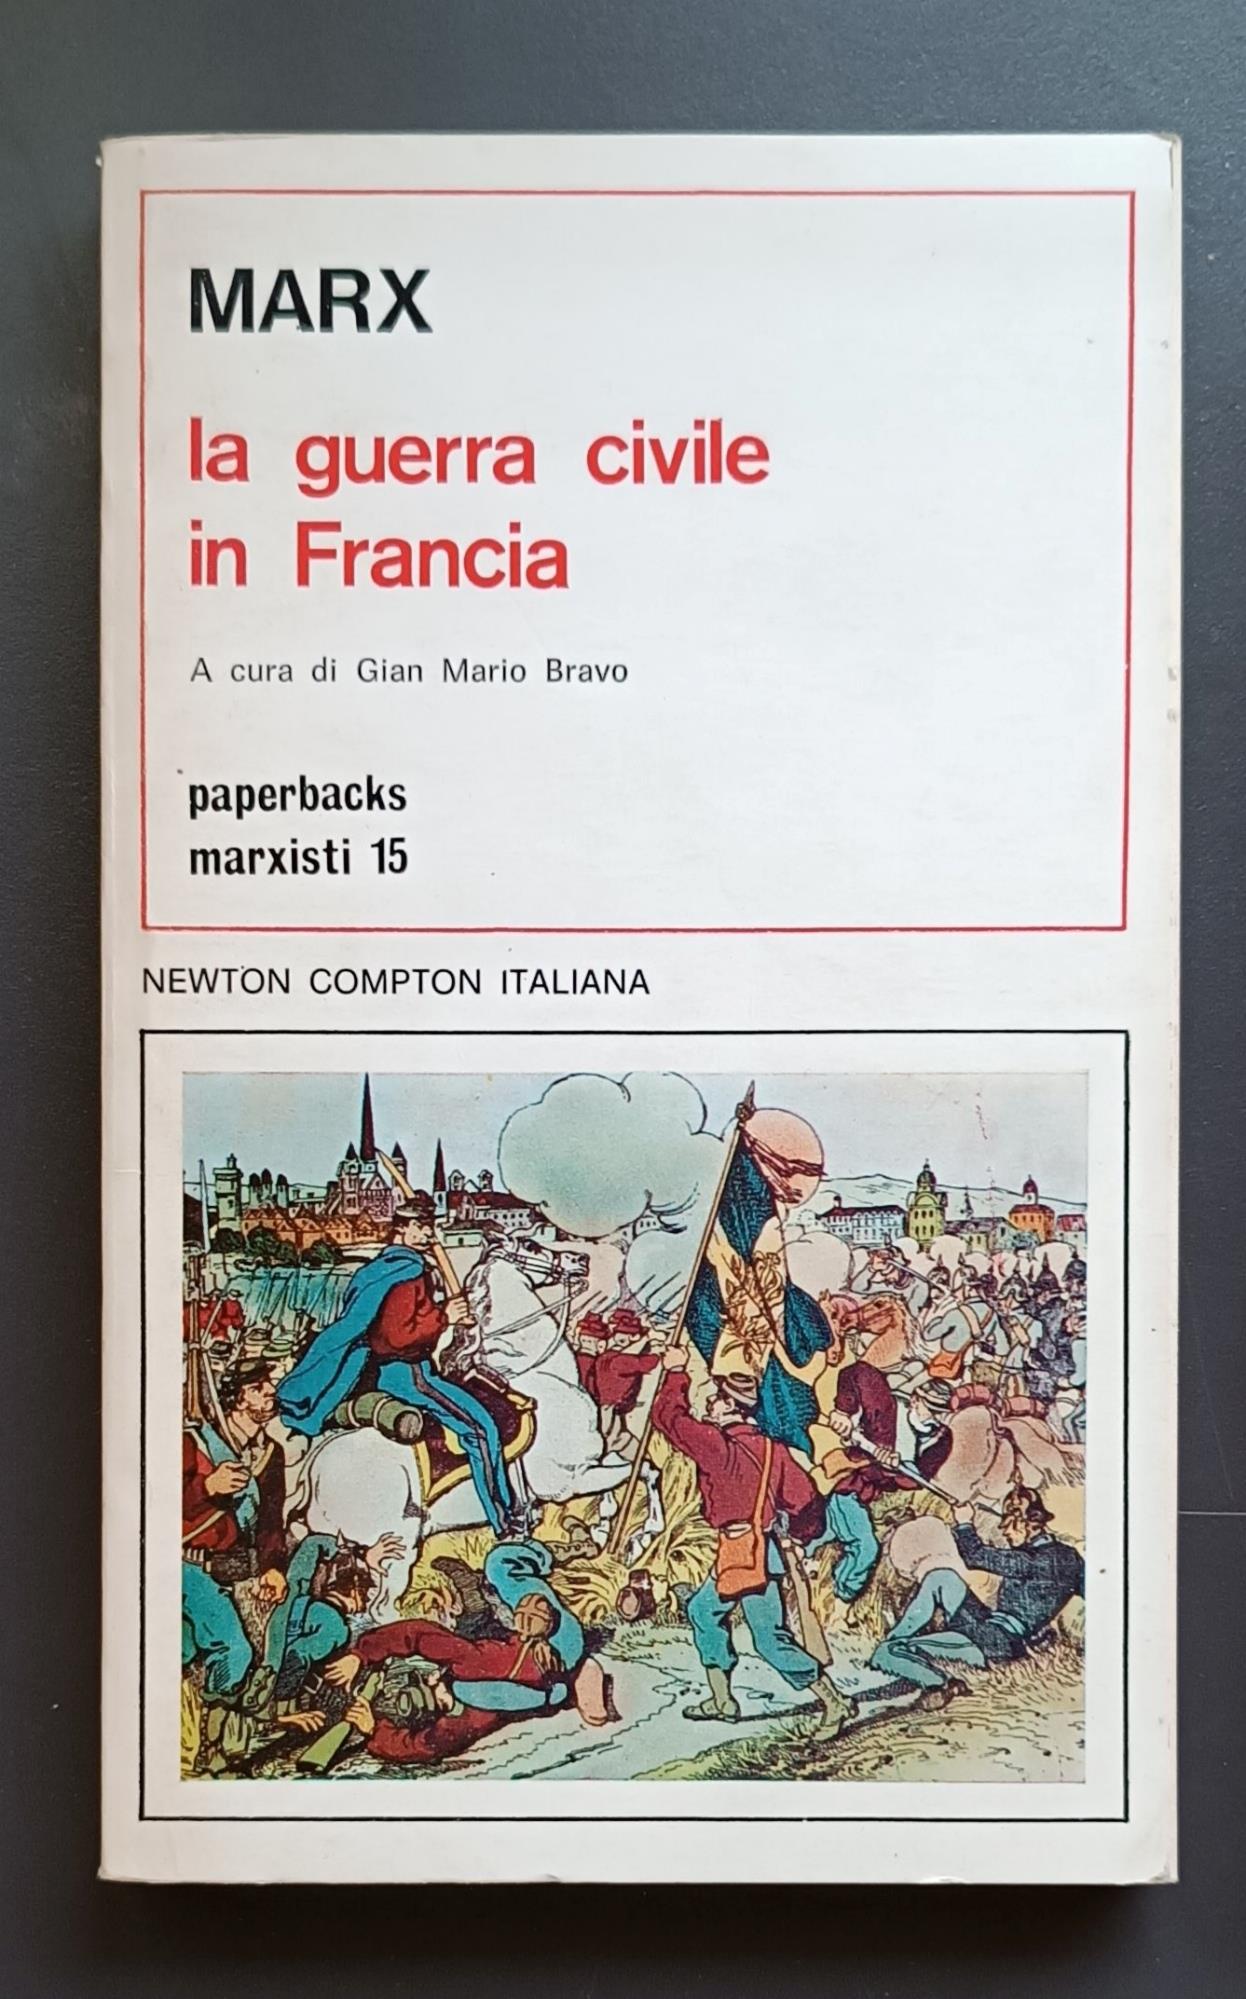 MARX
la guerra civile
in Francia
A cura di Gian Mario Bravo
paperbacks
marxisti 15
NEWTON COMPTON ITALIANA